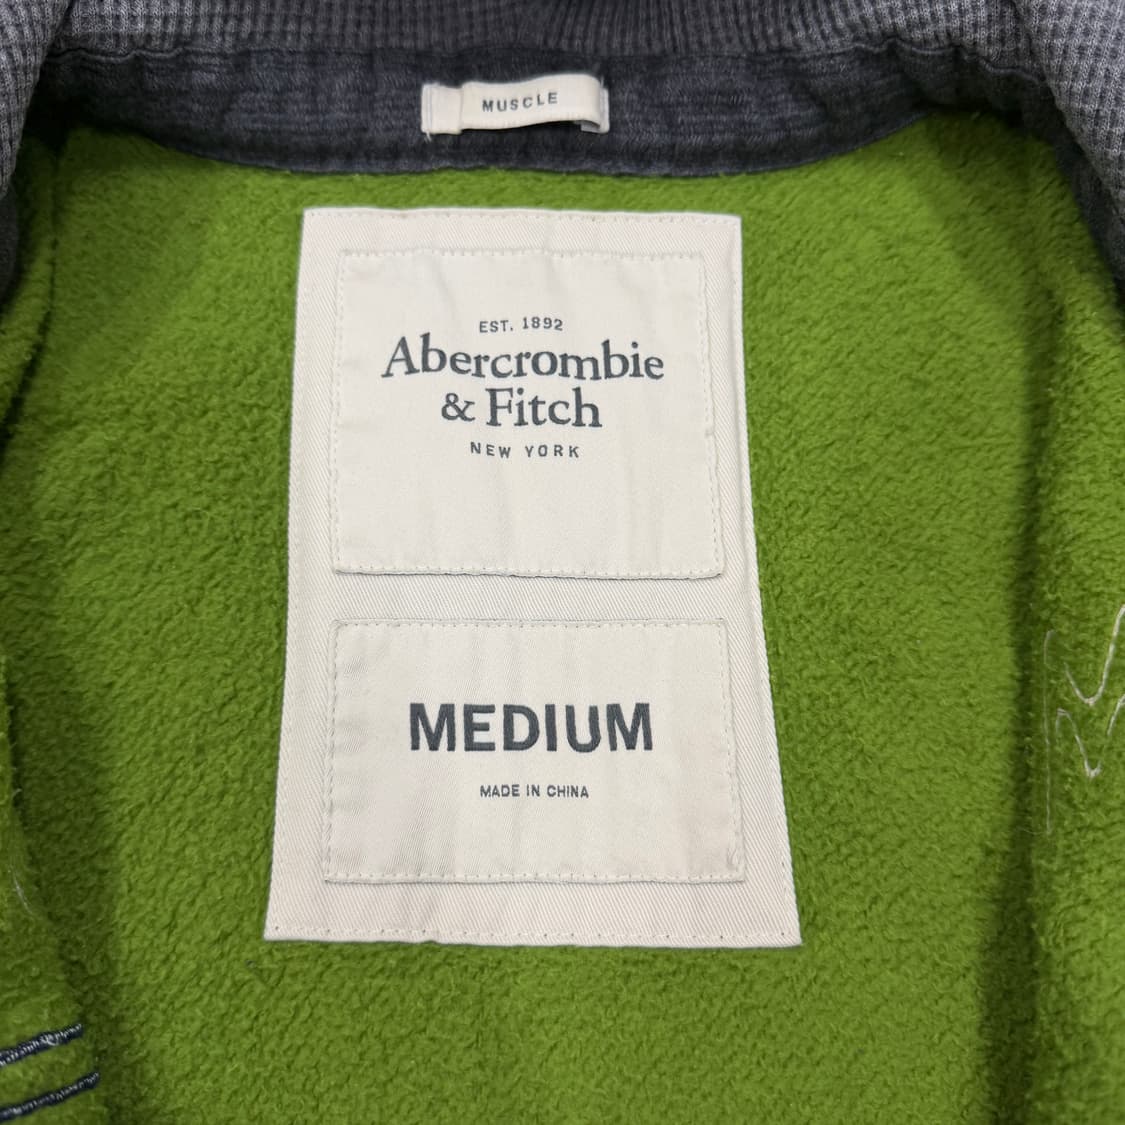 MUSCLE
EST. 1892
Abercrombie
& Fitch
NEW YORK
MEDIUM
MADE IN CHINA